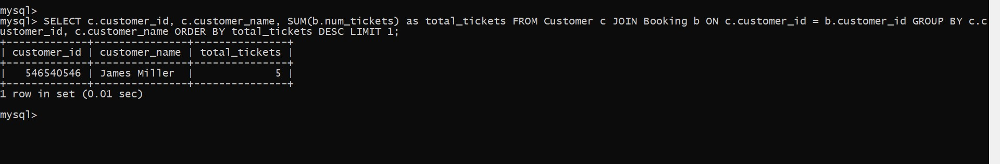 mysql>
mysql> SELECT c.customer_id, c.customer_name, SUM(b.num_tickets) as total_tickets FROM Customer c JOIN Booking b ON c.customer_id = b.customer_id GROUP BY c.c
ustomer_id, c.customer_name ORDER BY total_tickets DESC LIMIT 1;
+-------------+---------------+---------------+
| customer_id | customer_name | total_tickets |
+-------------+---------------+---------------+
|   546540546 | James Miller  |             5 |
+-------------+---------------+---------------+
1 row in set (0.01 sec)
mysql>